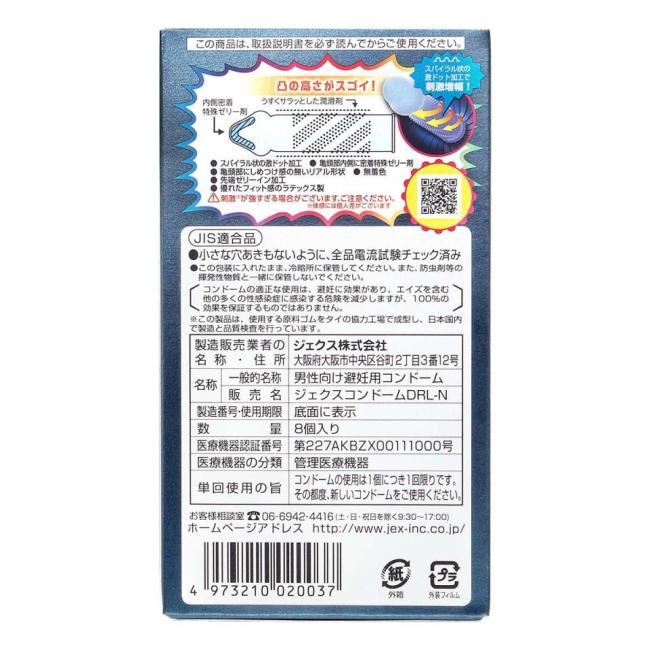 この商品は、取扱説明書を必ず読んでからご使用ください。
凸の高さがスゴイ!
スパイラル状の
激ドット加工で
刺激増幅!
内側密着
特殊ゼリー剤
うすくサラッとした潤滑剤
●スパイラル状の激ドット加工 ●亀頭部内側に密着特殊ゼリー剤
●亀頭部にしめつけ感の無いリアル形状 ●無着色
●先端ゼリーイン加工
●優れたフィット感のラテックス製
刺激※が強すぎる場合がございます。ご注意ください。
※体感には個人差がございます
JIS適合品
●小さな穴あきもないように、全品電流試験チェック済み
●この包装に入れたまま、冷暗所に保管してください。また、防虫剤等の
揮発性物質と一緒に保管しないでください。
コンドームの適正な使用は、避妊に効果があり、エイズを含む
他の多くの性感染症に感染する危険を減少しますが、100%の
効果を保証するものではありません。
※この製品は、使用する原料ゴムをタイの協力工場で成型し、日本国内
で製造と品質検査を行っています。
製造販売業者の
名称・住所
ジェクス株式会社
大阪府大阪市中央区谷町2丁目3番12号
名称
一般的名称 男性向け避妊用コンドーム
販売名 ジェクスコンドームDRL-N
製造番号・使用期限 底面に表示
数量 8個入り
医療機器認証番号 第227AKBZX00111000号
医療機器の分類 管理医療機器
単回使用の旨
コンドームの使用は1個につき1回限りです。
その都度、新しいコンドームをご使用ください。
お客様相談室 ☎06-6942-4416(土・日・祝日を除く9:30~17:00)
ホームページアドレス http://www.jex-inc.co.jp/
4 973210 020037
紙
外箱
プラ
外装フィルム